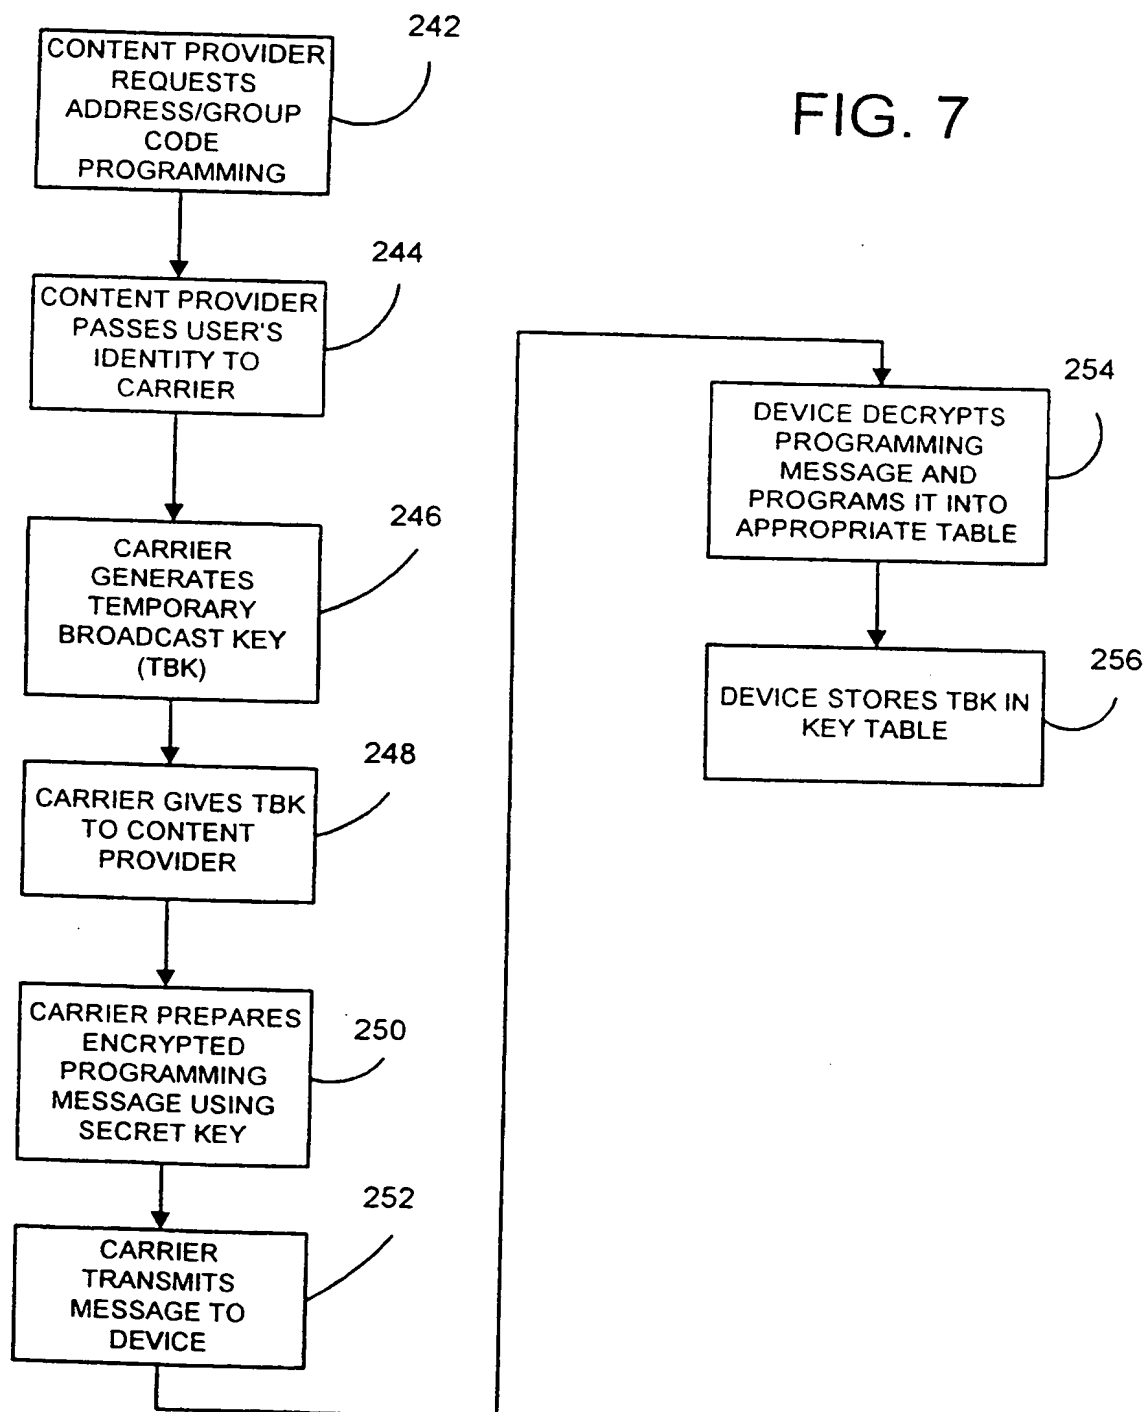 FIG. 7
242
CONTENT PROVIDER
REQUESTS
ADDRESS/GROUP
CODE
PROGRAMMING
244
CONTENT PROVIDER
PASSES USER'S
IDENTITY TO
CARRIER
246
CARRIER
GENERATES
TEMPORARY
BROADCAST KEY
(TBK)
248
CARRIER GIVES TBK
TO CONTENT
PROVIDER
250
CARRIER PREPARES
ENCRYPTED
PROGRAMMING
MESSAGE USING
SECRET KEY
252
CARRIER
TRANSMITS
MESSAGE TO
DEVICE
254
DEVICE DECRYPTS
PROGRAMMING
MESSAGE AND
PROGRAMS IT INTO
APPROPRIATE TABLE
256
DEVICE STORES TBK IN
KEY TABLE